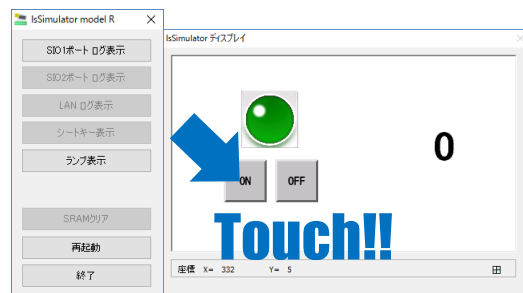 IsSimulator model R
SIO1ポート ログ表示
SIO2ポート ログ表示
LAN ログ表示
シートキー表示
ランプ表示
SRAMクリア
再起動
終了
IsSimulator ディスプレイ
0
ON OFF
Touch!!
座標 X= 332 Y= 5